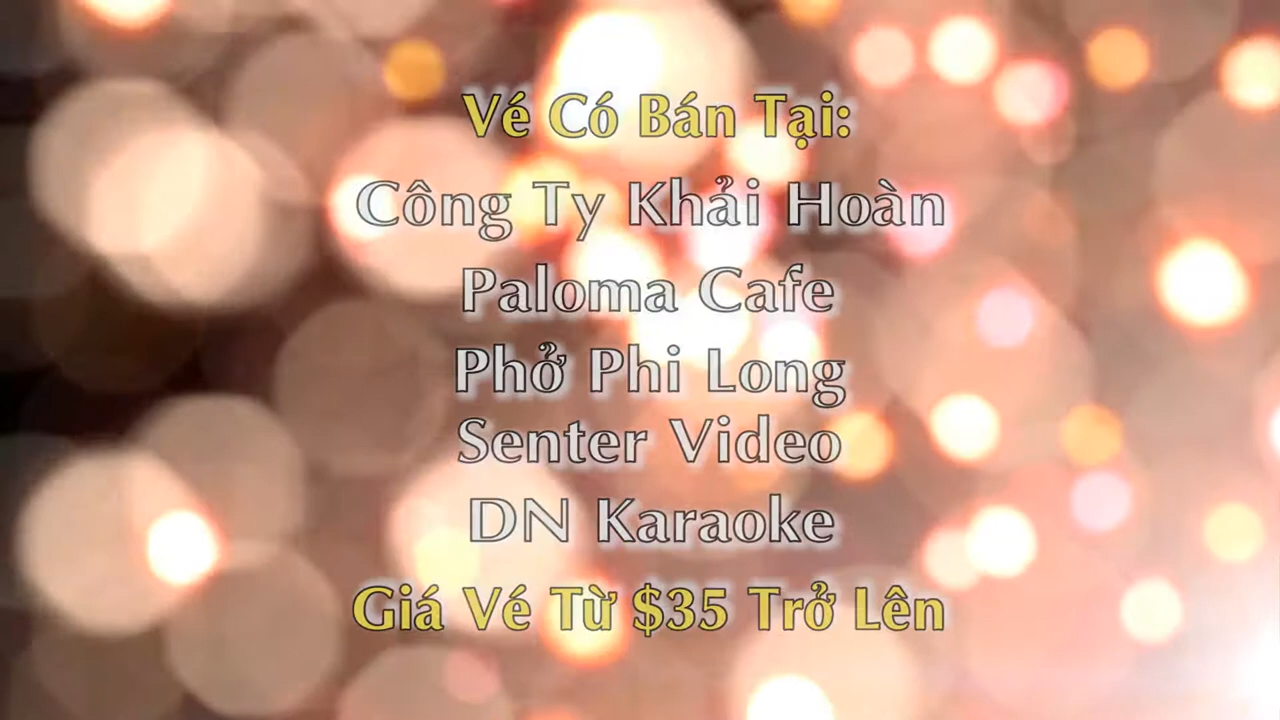 Vé Có Bán Tại:
Công Ty Khải Hoàn
Paloma Cafe
Phở Phi Long
Senter Video
DN Karaoke
Giá Vé Từ $35 Trở Lên